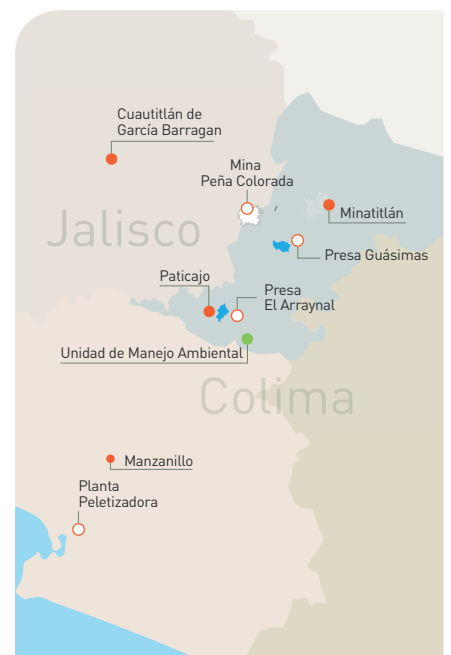 Cuautitlán de
García Barragan
Mina
Peña Colorada
Jalisco
Minatitlán
Presa Guásimas
Paticajo
Presa
El Arraynal
Unidad de Manejo Ambiental
Colima
Manzanillo
Planta
Peletizadora